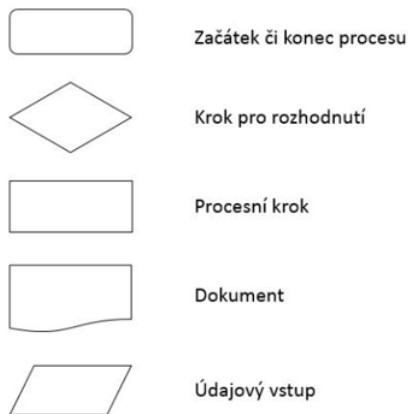 Začátek či konec procesu
Krok pro rozhodnutí
Procesní krok
Dokument
Údajový vstup